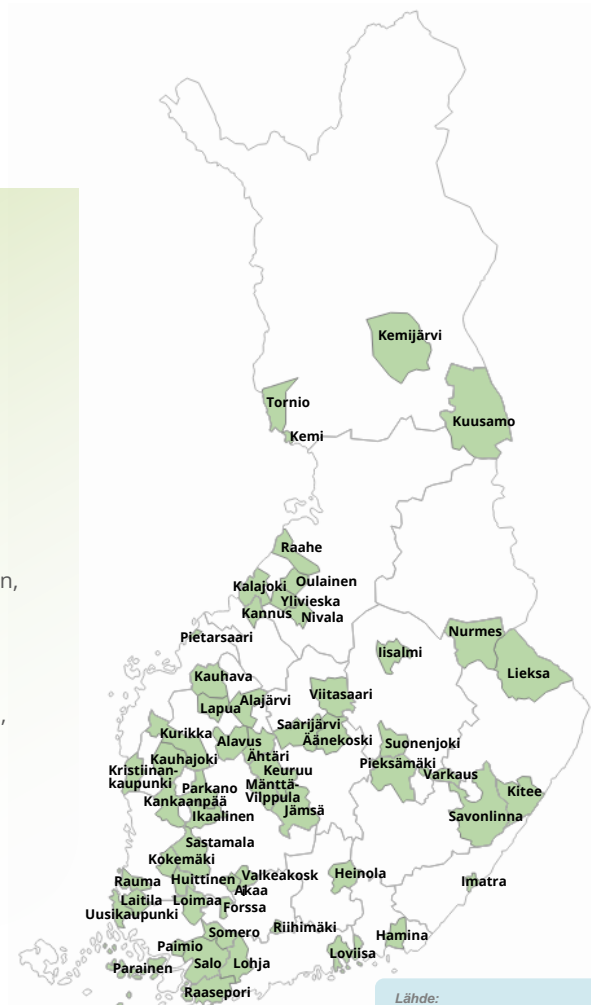 Kemijärvi
Tornio
Kuusamo
Kemi
Raahe
n,
Kalajoki
Oulainen
Ylivieska
Kannus
Nivala
Pietarsaari
Nurmes
Iisalmi
Lieksa
Kauhava
Viitasaari
Alajärvi
Lapua
,
Saarijärvi
Kurikka
Alavus
Äänekoski
Suonenjoki
Kauhajoki
Ähtäri
Pieksämäki
Kristiinan-
kaupunki
Keuruu
Varkaus
Parkano
Mänttä-
Vilppula
Kitee
Kankaanpää
Jämsä
Ikaalinen
Savonlinna
Sastamala
Kokemäki
Huittinen
Valkeakosk
Heinola
Imatra
Rauma
Akaa
Laitila
Loimaa
Forssa
Uusikaupunki
Riihimäki
Somero
Hamina
Paimio
Loviisa
Parainen
Salo
Lohja
Raasepori
Lähde: